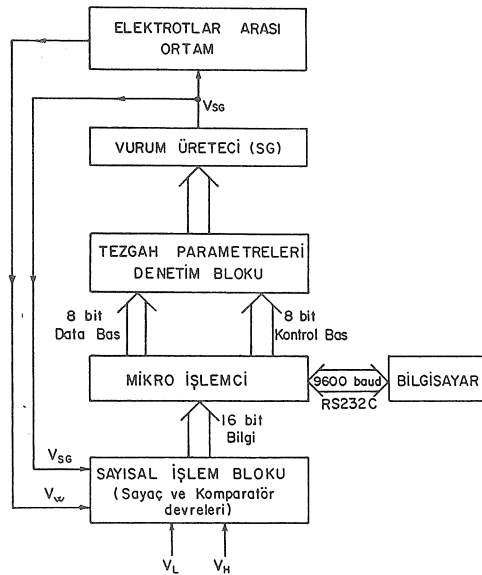 ELEKTROTLAR ARASI
ORTAM
VSG
VURUM ÜRETECİ (SG)
TEZGAH PARAMETRELERİ
DENETİM BLOKU
8 bit
Data Bas
8 bit
Kontrol Bas
MİKRO İŞLEMCİ
9600 baud
RS232C
BİLGİSAYAR
16 bit
Bilgi
VSG
SAYISAL İŞLEM BLOKU
(Sayaç ve Komparatör
devreleri)
Vw
VL
VH